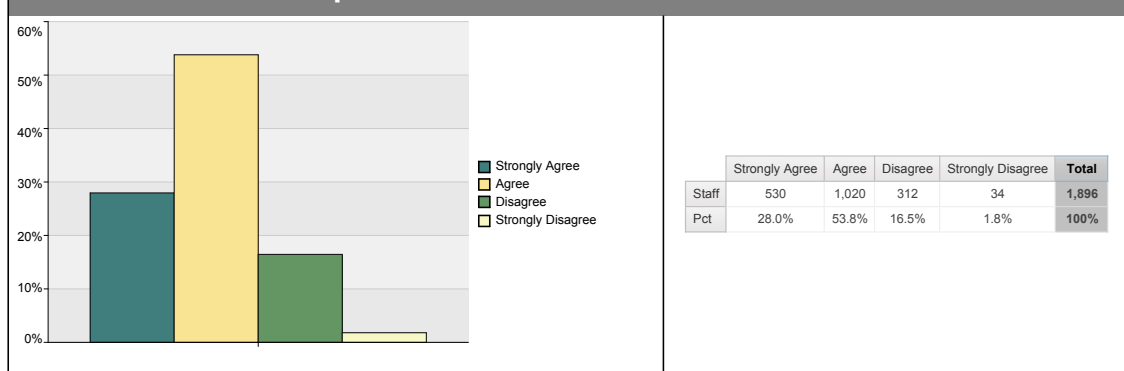 60%
50%
40%
30%
20%
10%
0%
Strongly Agree
Agree
Disagree
Strongly Disagree
Strongly Agree Agree Disagree Strongly Disagree Total
Staff 530 1,020 312 34 1,896
Pct 28.0% 53.8% 16.5% 1.8% 100%